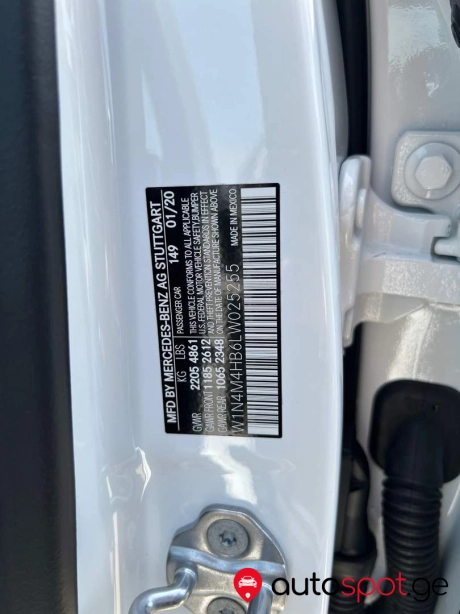 MFD BY MERCEDES-BENZ AG STUTTGART
PASSENGER CAR 149 01/20
KG LBS
GVWR 2205 4861
GAWR FRONT 1185 2612
GAWR REAR 1065 2348
THIS VEHICLE CONFORMS TO ALL APPLICABLE
U.S. FEDERAL MOTOR VEHICLE SAFETY, BUMPER
AND THEFT PREVENTION STANDARDS IN EFFECT
ON THE DATE OF MANUFACTURE SHOWN ABOVE
W1N4M4HB6LW025255
MADE IN MEXICO
autospot.ge